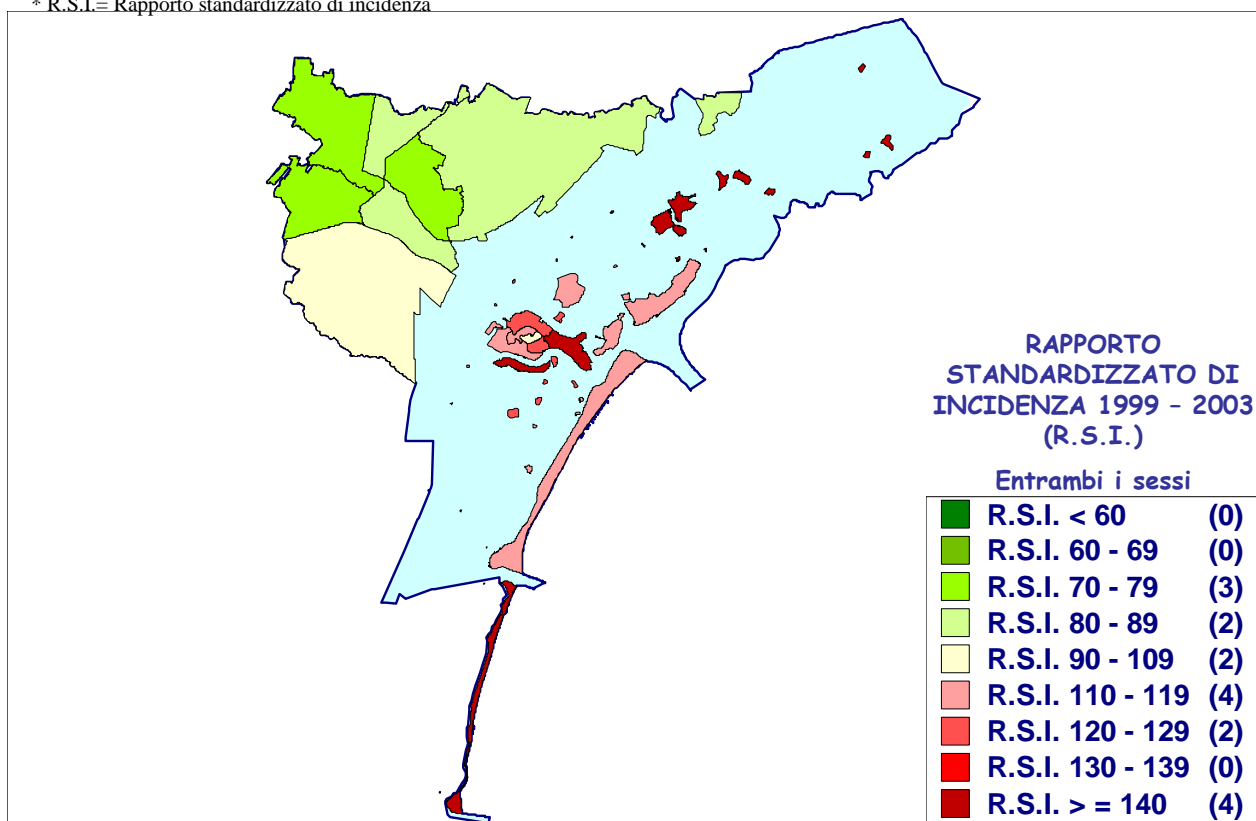 * R.S.I.= Rapporto standardizzato di incidenza
RAPPORTO
STANDARDIZZATO DI
INCIDENZA 1999 - 2003
(R.S.I.)
Entrambi i sessi
R.S.I. < 60 (0)
R.S.I. 60 - 69 (0)
R.S.I. 70 - 79 (3)
R.S.I. 80 - 89 (2)
R.S.I. 90 - 109 (2)
R.S.I. 110 - 119 (4)
R.S.I. 120 - 129 (2)
R.S.I. 130 - 139 (0)
R.S.I. > = 140 (4)